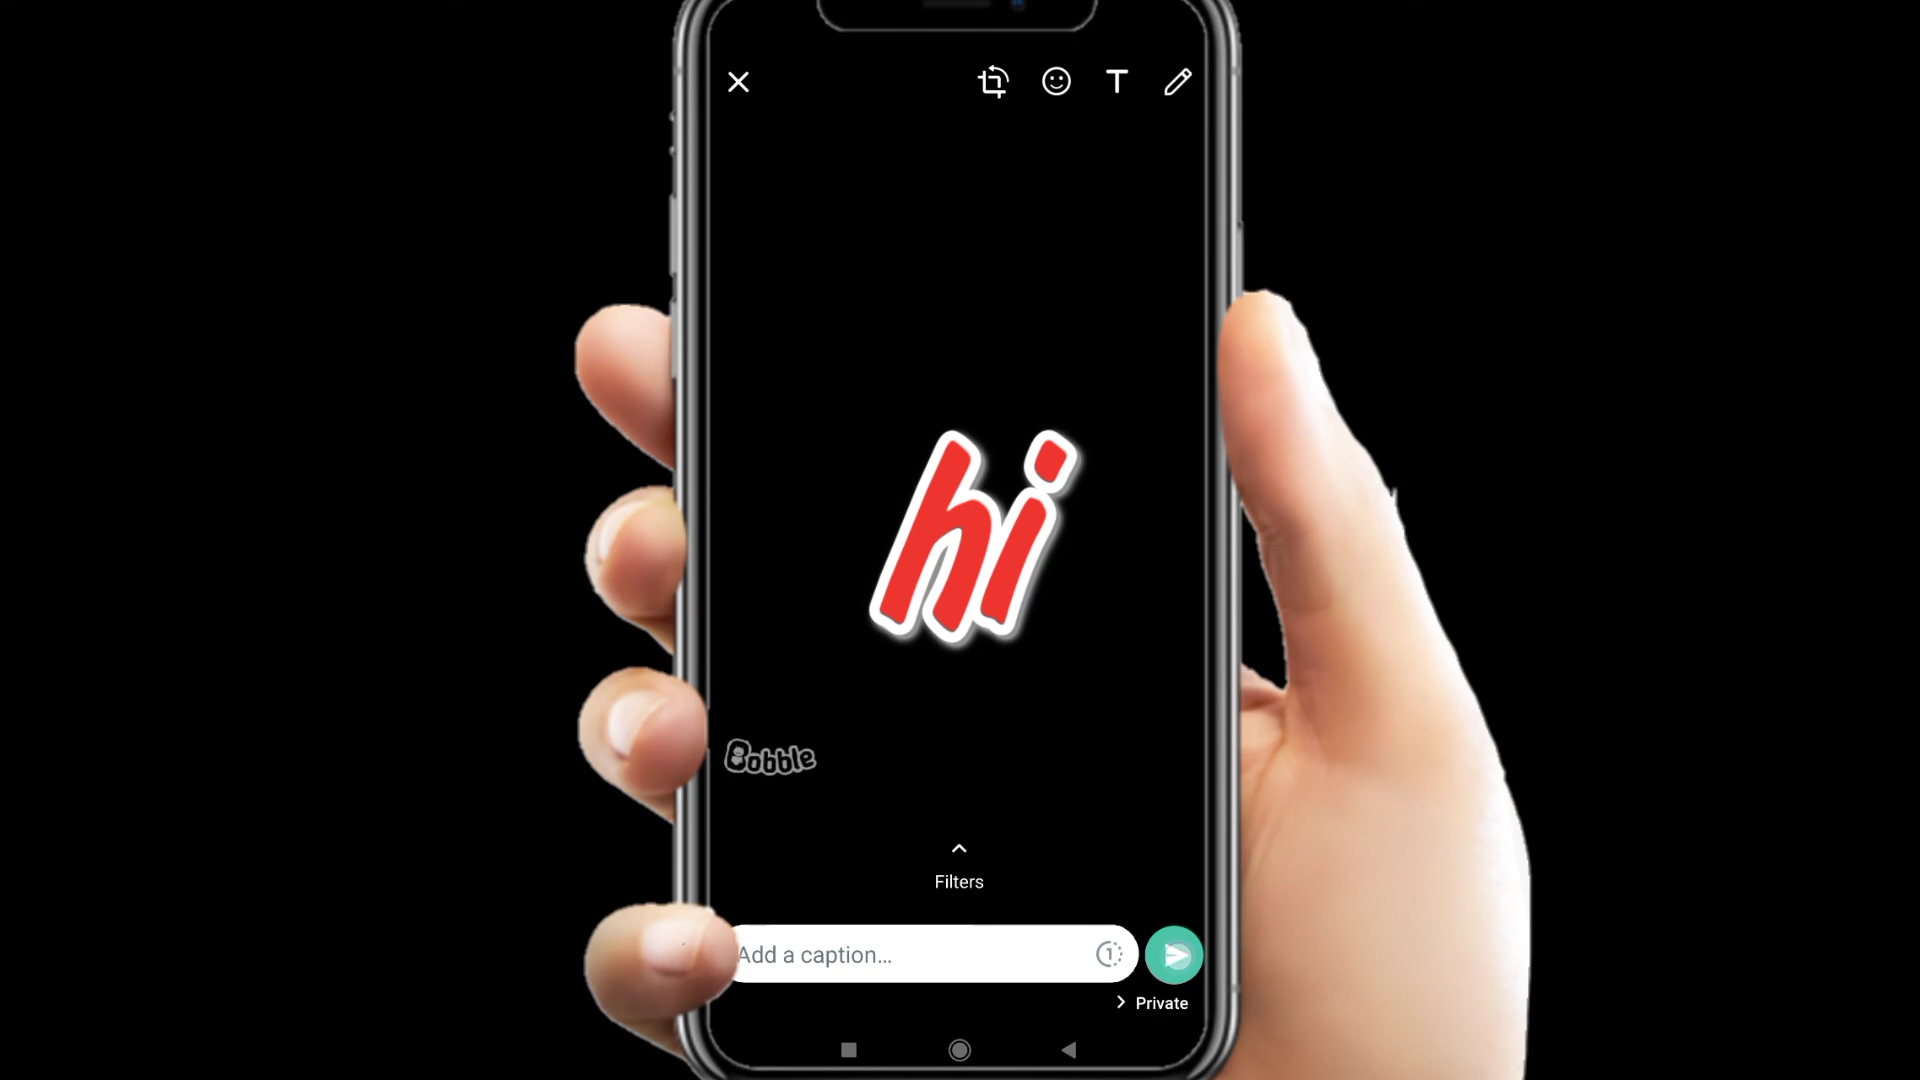 T
hi
Bobble
Filters
Add a caption...
1
Private